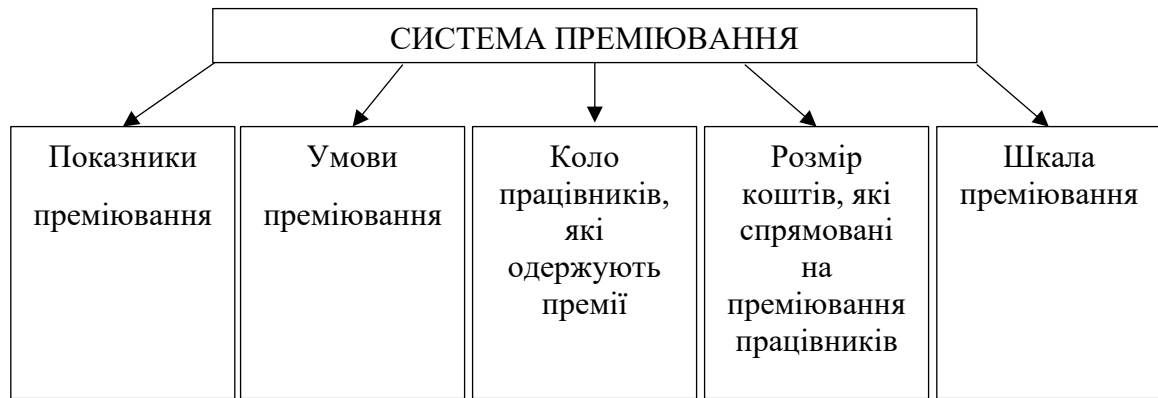 СИСТЕМА ПРЕМІЮВАННЯ
Показники
преміювання
Умови
преміювання
Коло
працівників,
які
одержують
премії
Розмір
коштів, які
спрямовані
на
преміювання
працівників
Шкала
преміювання